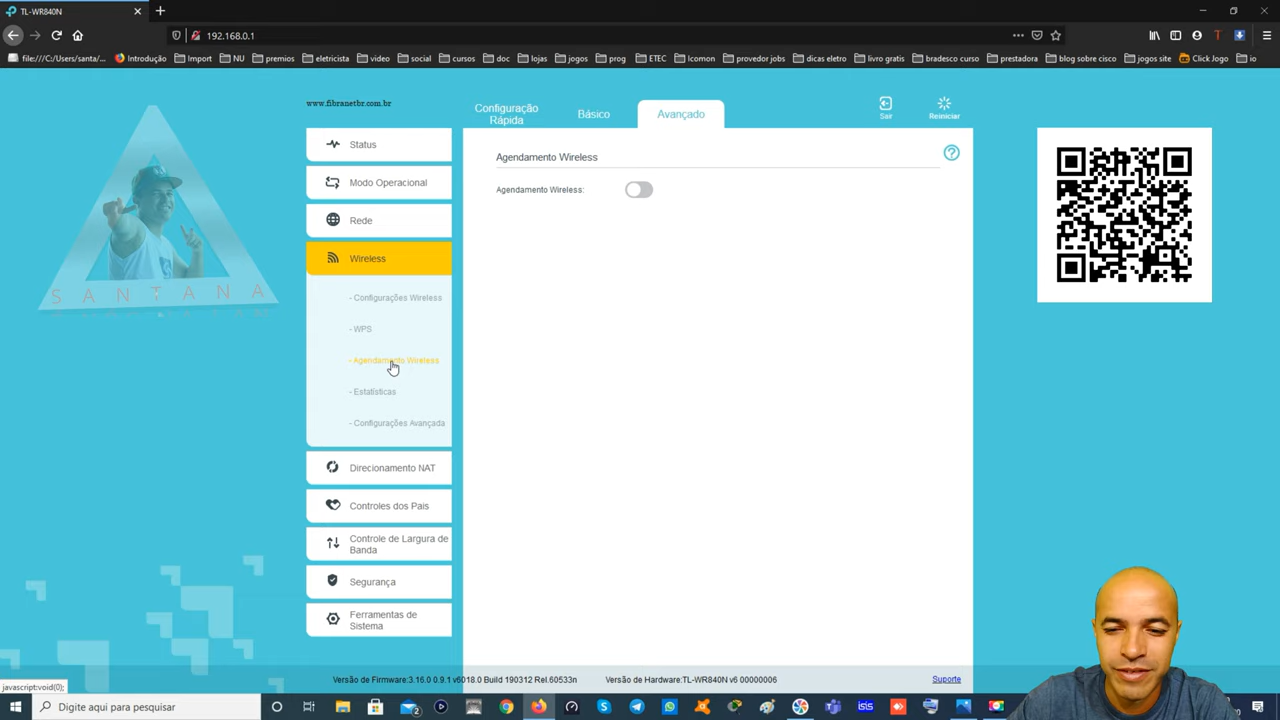 TL-WR840N
192.168.0.1
file:///C:/Users/santa/...
Introdução
Import
NU
premios
eletricista
video
social
cursos
doc
lojas
jogos
prog
ETEC
Icomon
provedor jobs
dicas eletro
livro gratis
bradesco curso
prestadora
blog sobre cisco
jogos site
Click Jogo
io
www.fibranetbr.com.br
Configuração
Rápida
Básico
Avançado
Sair
Reiniciar
Status
Modo Operacional
Rede
Wireless
- Configurações Wireless
- WPS
- Agendamento Wireless
- Estatísticas
- Configurações Avançada
Direcionamento NAT
Controles dos Pais
Controle de Largura de
Banda
Segurança
Ferramentas de
Sistema
Agendamento Wireless
Agendamento Wireless:
SANTANA
javascript:void(0);
Versão de Firmware:3.16.0 0.9.1 v6018.0 Build 190312 Rel.60533n
Versão de Hardware:TL-WR840N v6 00000006
Suporte
Digite aqui para pesquisar